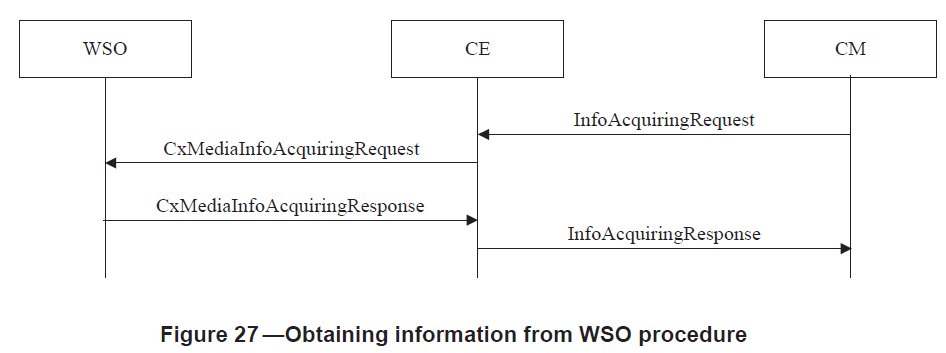 WSO
CE
CM
InfoAcquiringRequest
CxMediaInfoAcquiringRequest
CxMediaInfoAcquiringResponse
InfoAcquiringResponse
Figure 27—Obtaining information from WSO procedure